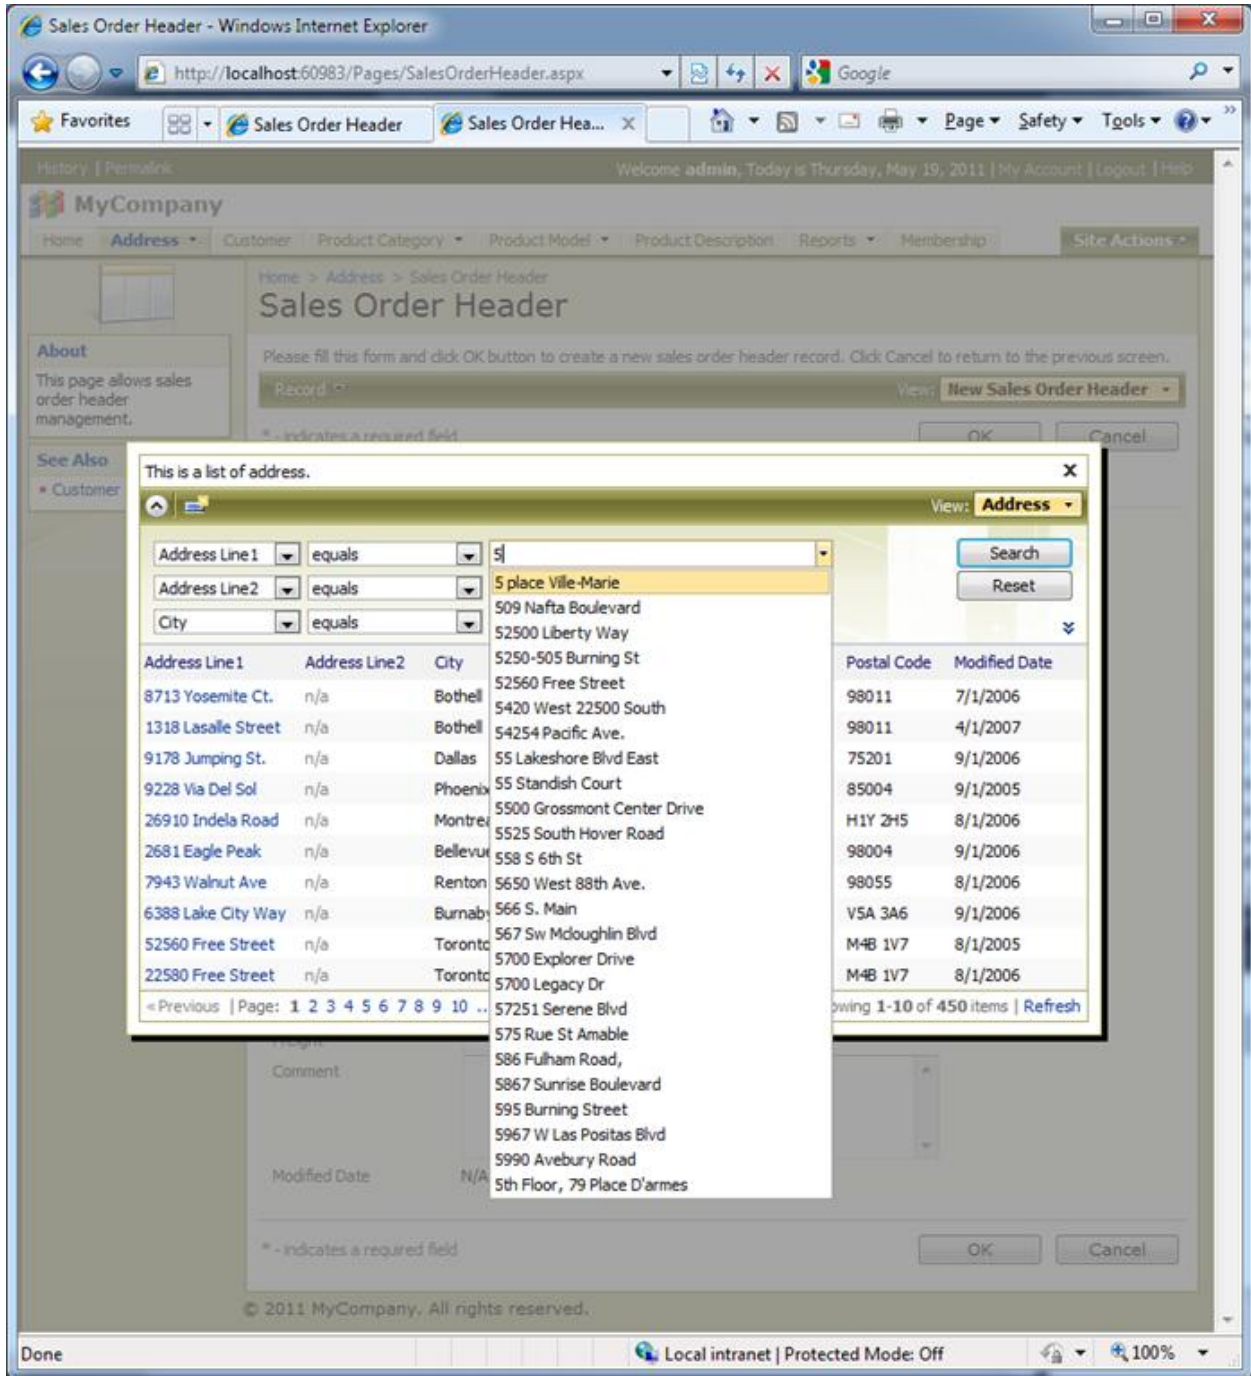 Sales Order Header - Windows Internet Explorer
http://localhost:60983/Pages/SalesOrderHeader.aspx Google
Favorites Sales Order Header Sales Order Hea... X Page Safety Tools »
History | Permalink Welcome admin, Today is Thursday, May 19, 2011 | My Account | Logout | Help
MyCompany
Home Address Customer Product Category Product Model Product Description Reports Membership Site Actions
Home > Address > Sales Order Header
Sales Order Header
About
This page allows sales
order header
management.
Please fill this form and click OK button to create a new sales order header record. Click Cancel to return to the previous screen.
Record View: New Sales Order Header
* - indicates a required field OK Cancel
See Also
Customer
This is a list of address. x
View: Address
Address Line1 equals 5 Search
Address Line2 equals Reset
City equals
5 place Ville-Marie
509 Nafta Boulevard
52500 Liberty Way
5250-505 Burning St
52560 Free Street
5420 West 22500 South
54254 Pacific Ave.
55 Lakeshore Blvd East
55 Standish Court
5500 Grossmont Center Drive
5525 South Hover Road
558 S 6th St
5650 West 88th Ave.
566 S. Main
567 Sw Mcloughlin Blvd
5700 Explorer Drive
5700 Legacy Dr
57251 Serene Blvd
575 Rue St Amable
586 Fulham Road,
5867 Sunrise Boulevard
595 Burning Street
5967 W Las Positas Blvd
5990 Avebury Road
5th Floor, 79 Place D'armes
Address Line1 Address Line2 City Postal Code Modified Date
8713 Yosemite Ct. n/a Bothell 98011 7/1/2006
1318 Lasalle Street n/a Bothell 98011 4/1/2007
9178 Jumping St. n/a Dallas 75201 9/1/2006
9228 Via Del Sol n/a Phoenix 85004 9/1/2005
26910 Indela Road n/a Montrea H1Y 2H5 8/1/2006
2681 Eagle Peak n/a Bellevue 98004 9/1/2006
7943 Walnut Ave n/a Renton 98055 8/1/2006
6388 Lake City Way n/a Burnaby V5A 3A6 9/1/2006
52560 Free Street n/a Toronto M4B 1V7 8/1/2005
22580 Free Street n/a Toronto M4B 1V7 8/1/2006
« Previous | Page: 1 2 3 4 5 6 7 8 9 10 .. owing 1-10 of 450 items | Refresh
Comment
Modified Date N/A
* - indicates a required field OK Cancel
© 2011 MyCompany. All rights reserved.
Done Local intranet | Protected Mode: Off 100%